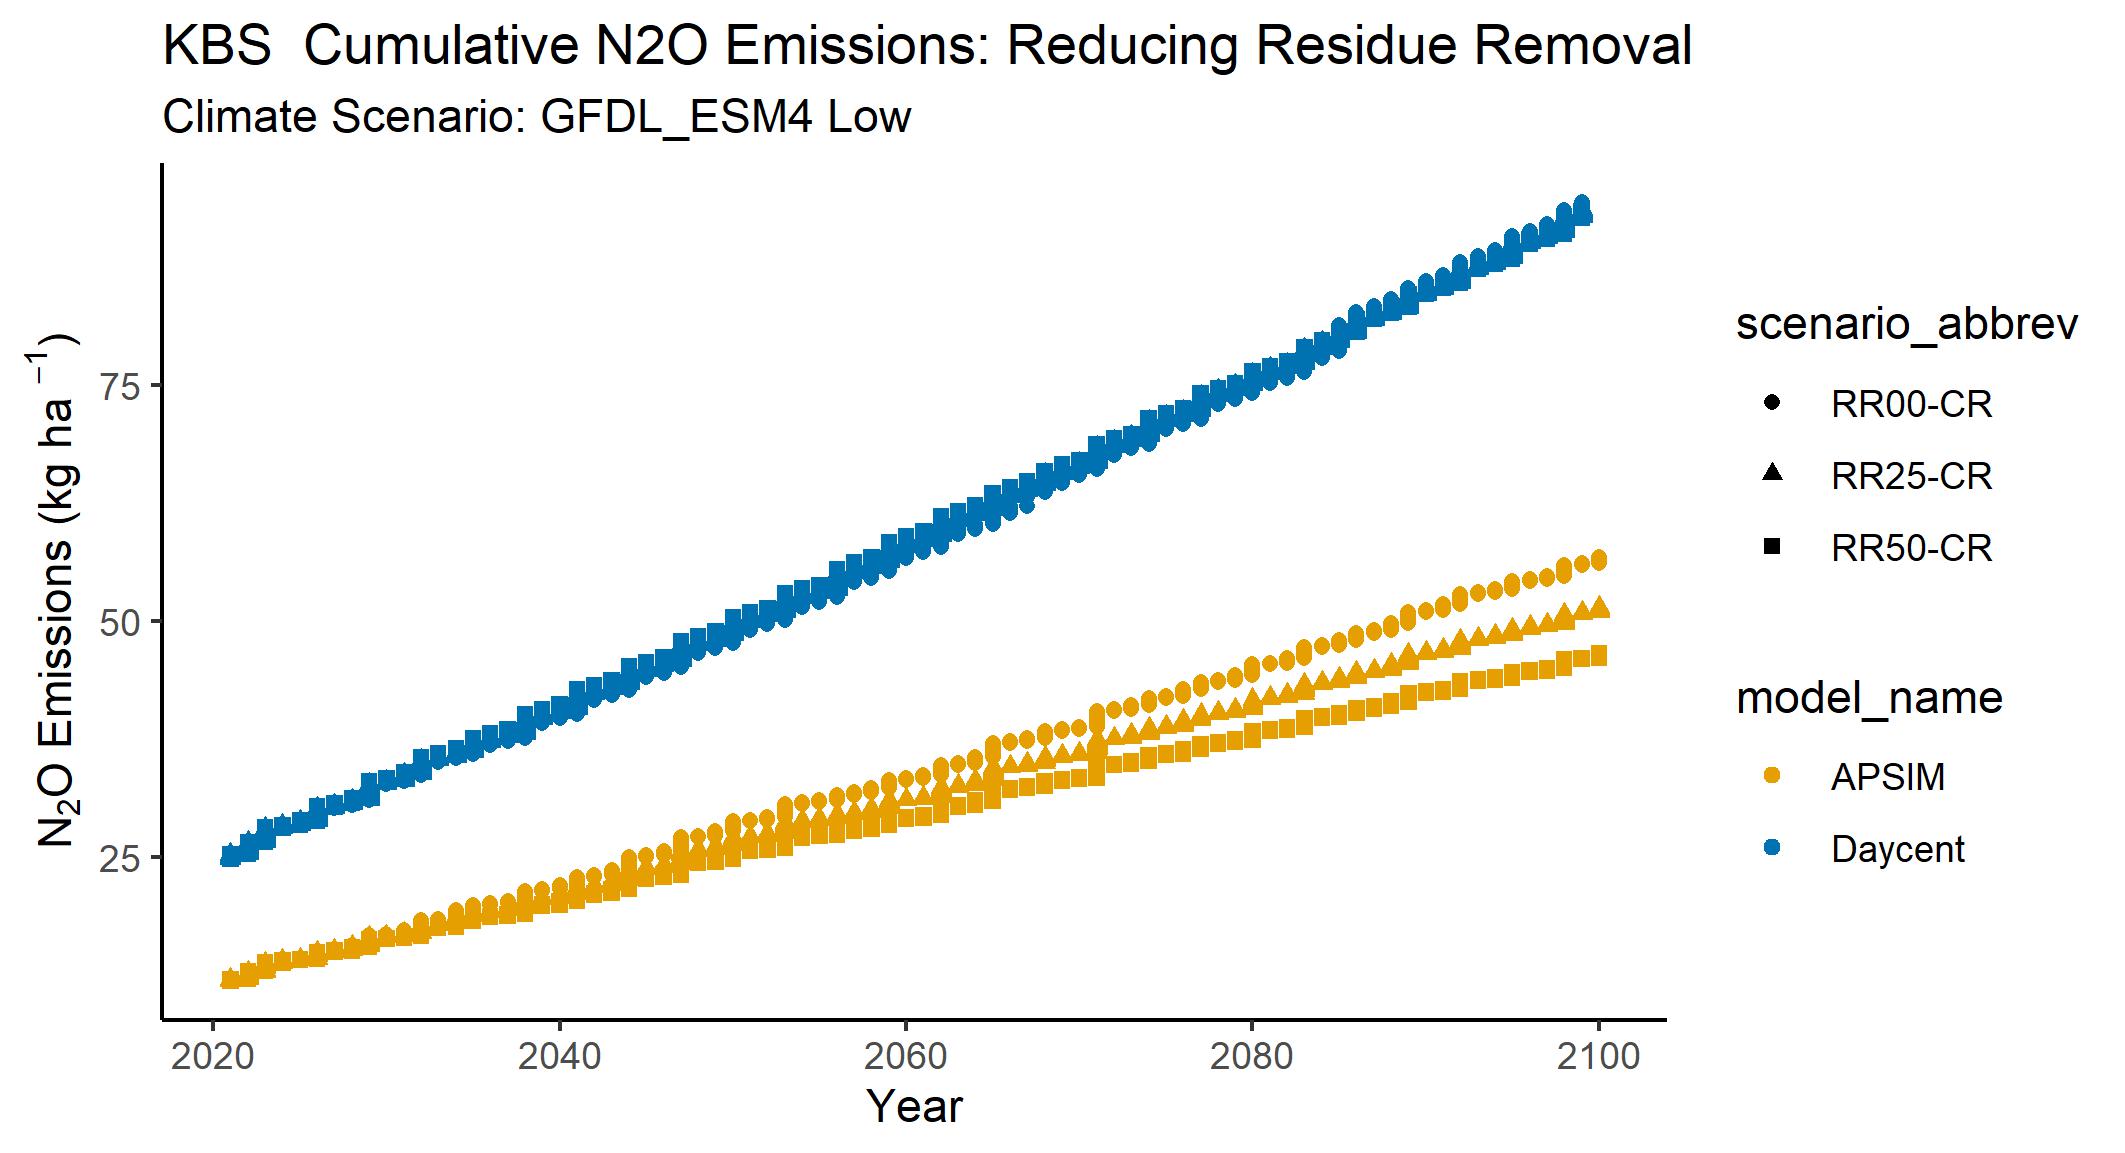 KBS  Cumulative N2O Emissions: Reducing Residue Removal
Climate Scenario: GFDL_ESM4 Low
N₂O Emissions (kg ha ⁻¹)
75
50
25
2020 2040 2060 2080 2100
Year
scenario_abbrev
RR00-CR
RR25-CR
RR50-CR
model_name
APSIM
Daycent